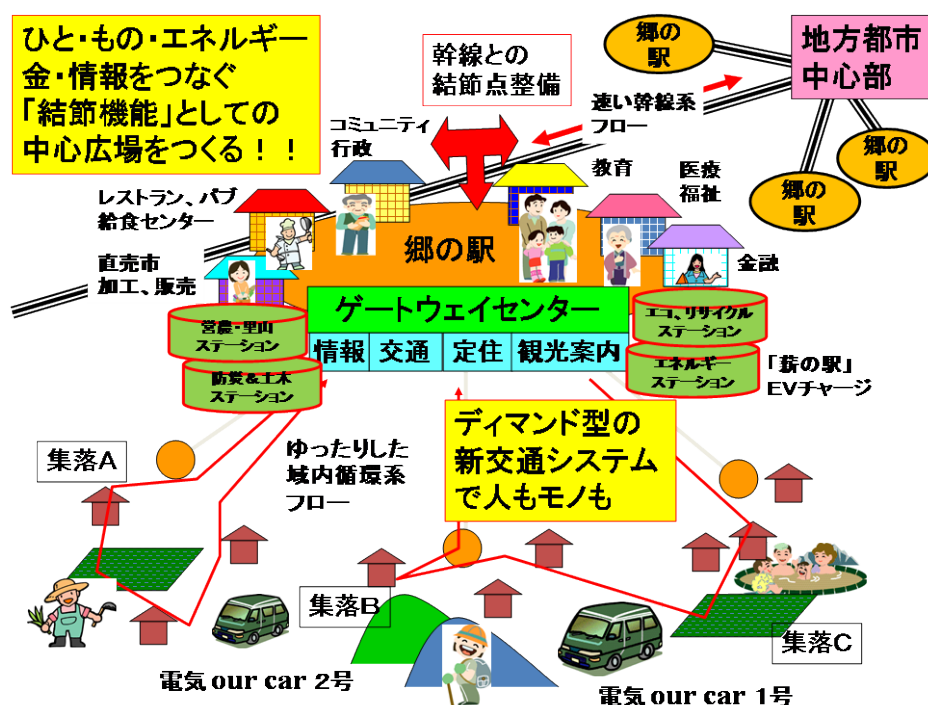 ひと・もの・エネルギー
金・情報をつなぐ
「結節機能」としての
中心広場をつくる！！
幹線との
結節点整備
郷の
駅
地方都市
中心部
速い幹線系
フロー
郷の
駅
郷の
駅
コミュニティ
行政
教育
医療
福祉
レストラン、パブ
給食センター
金融
直売市
加工、販売
郷の駅
ゲートウェイセンター
情報
交通
定住
観光案内
営農・里山
ステーション
防災＆土木
ステーション
エコ、リサイクル
ステーション
エネルギー
ステーション
「薪の駅」
EVチャージ
ディマンド型の
新交通システム
で人もモノも
ゆったりした
域内循環系
フロー
集落A
集落B
集落C
電気 our car 2号
電気 our car 1号